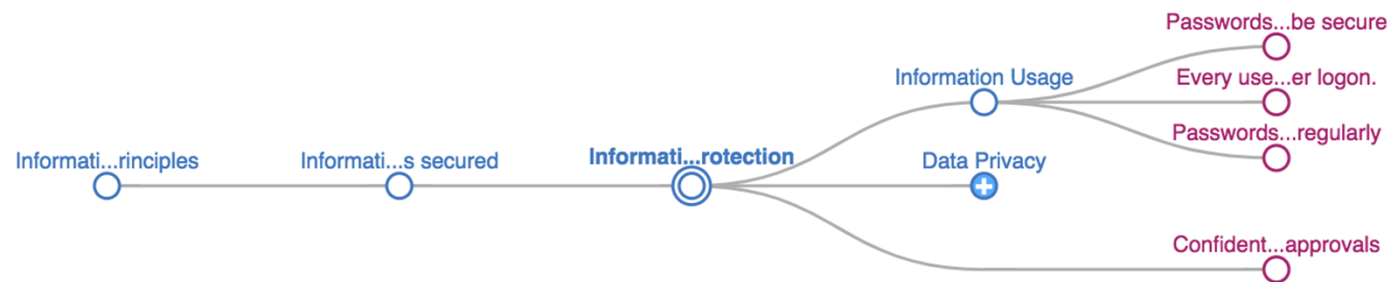 Passwords...be secure
Information Usage
Every use...er logon.
Passwords...regularly
Informati...rinciples
Informati...s secured
Informati...rotection
Data Privacy
Confident...approvals